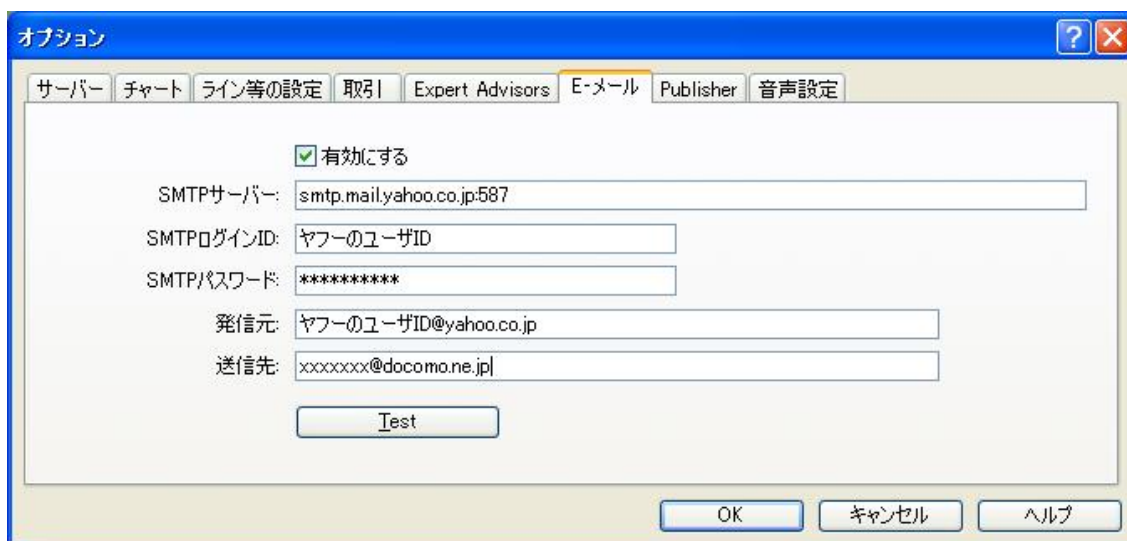 オプション
サーバー チャート ライン等の設定 取引 Expert Advisors E-メール Publisher 音声設定
有効にする
SMTPサーバー: smtp.mail.yahoo.co.jp:587
SMTPログインID: ヤフーのユーザID
SMTPパスワード: **********
発信元: ヤフーのユーザID@yahoo.co.jp
送信先: xxxxxxx@docomo.ne.jp
Test
OK キャンセル ヘルプ